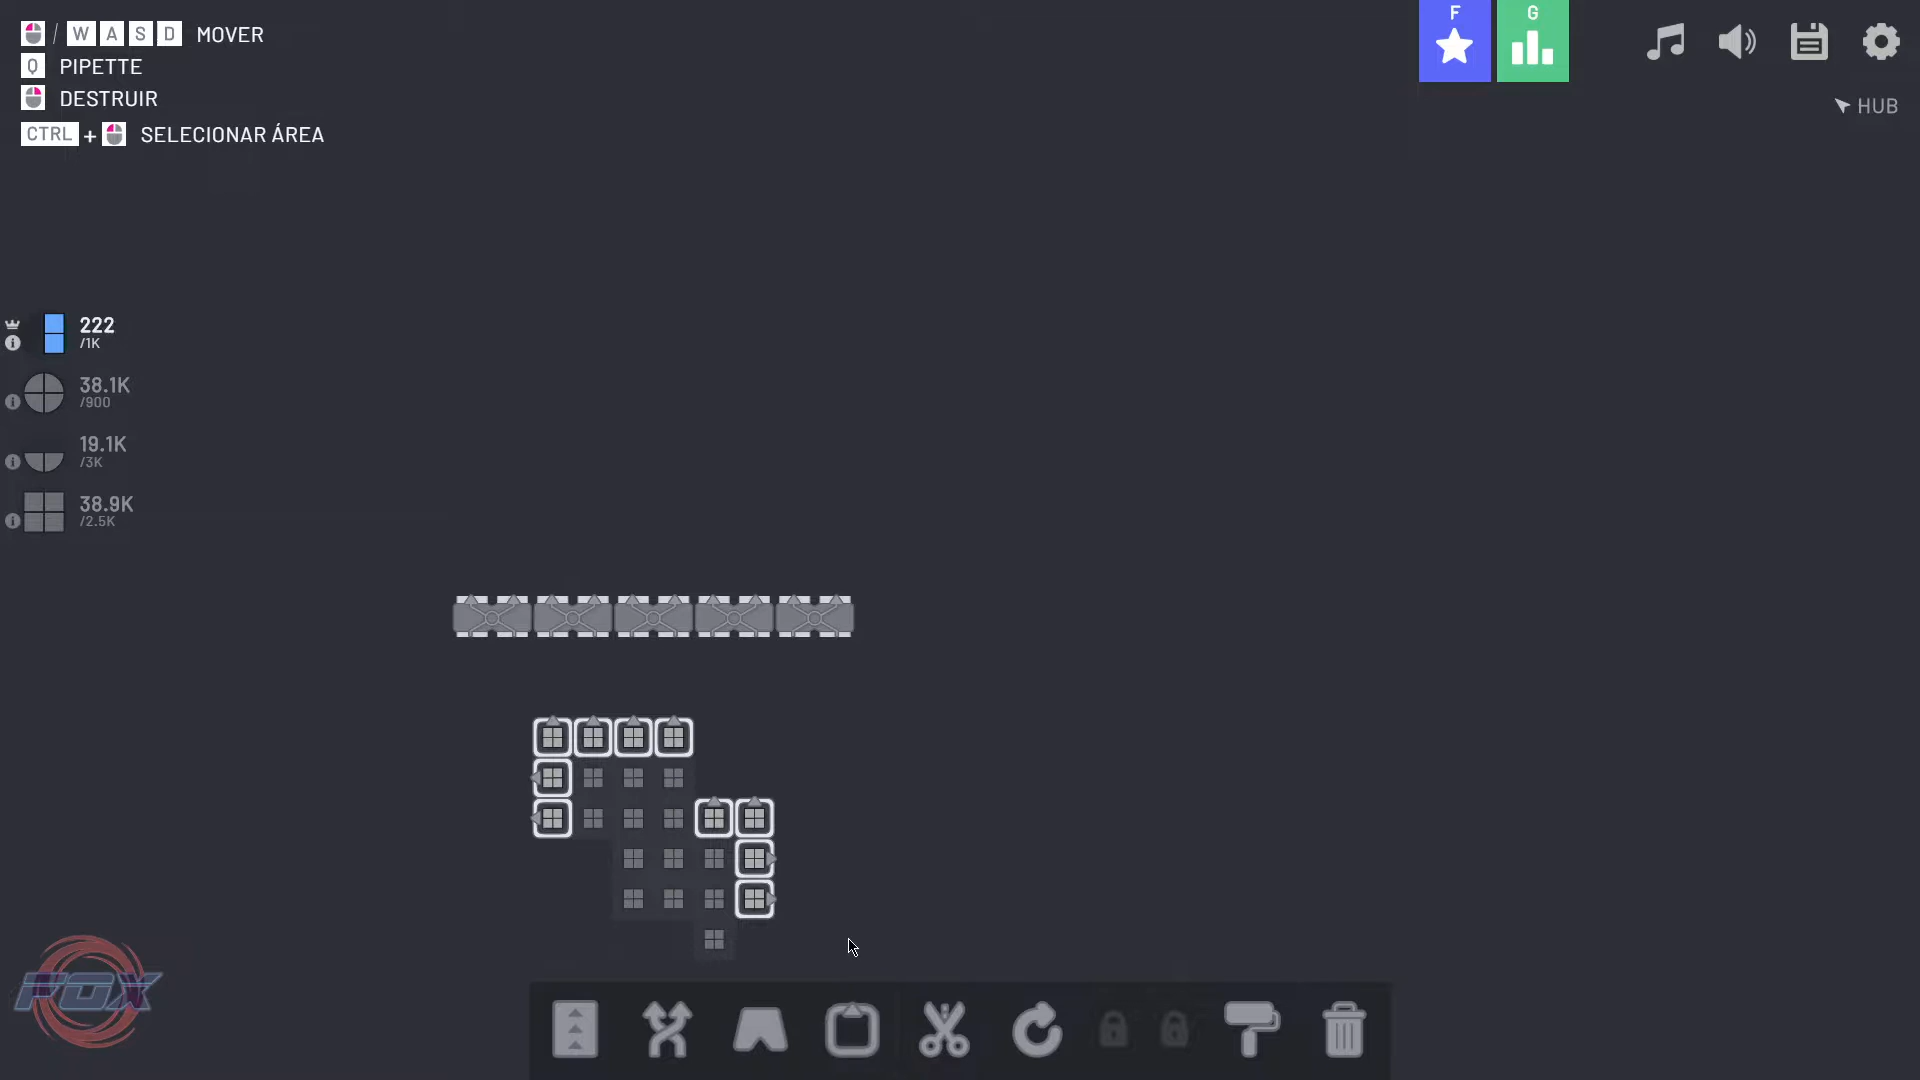 / W A S D MOVER
Q PIPETTE
DESTRUIR
CTRL + SELECIONAR ÁREA
F G
HUB
222
/1K
38.1K
/900
19.1K
/3K
38.9K
/2.5K
FOX